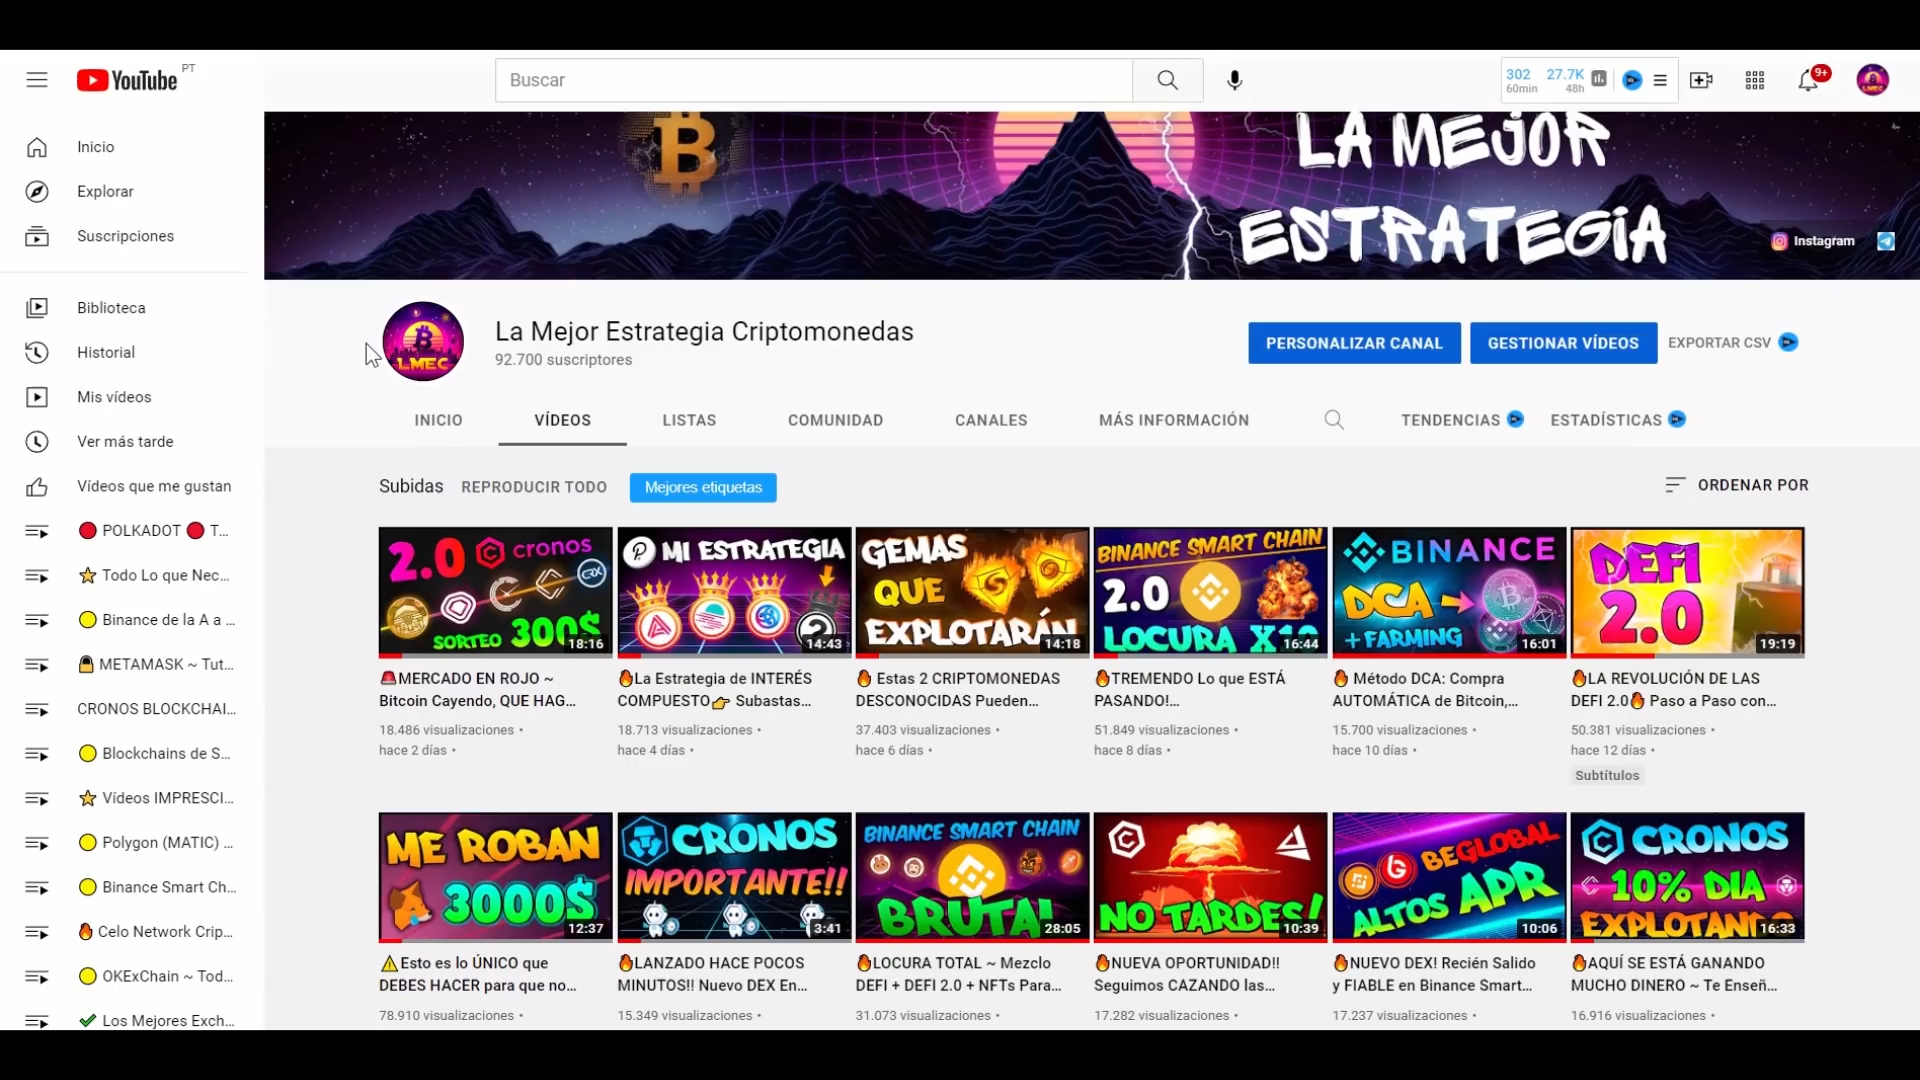 YouTube PT
Buscar
302 27.7K
60min 48h
9+
Inicio
Explorar
Suscripciones
Biblioteca
Historial
Mis vídeos
Ver más tarde
Vídeos que me gustan
🔴 POLKADOT 🔴 T...
⭐ Todo Lo que Nec...
🟡 Binance de la A a ...
🔒 METAMASK ~ Tut...
CRONOS BLOCKCHAI...
🟡 Blockchains de S...
⭐ Vídeos IMPRESCI...
🟡 Polygon (MATIC) ...
🟡 Binance Smart Ch...
🔥 Celo Network Crip...
🟡 OKExChain ~ Tod...
✔ Los Mejores Exch...
LA MEJOR
ESTRATEGIA
Instagram
LMEC
La Mejor Estrategia Criptomonedas
92.700 suscriptores
PERSONALIZAR CANAL
GESTIONAR VÍDEOS
EXPORTAR CSV
INICIO VÍDEOS LISTAS COMUNIDAD CANALES MÁS INFORMACIÓN TENDENCIAS ESTADÍSTICAS
Subidas REPRODUCIR TODO Mejores etiquetas ORDENAR POR
2.0 cronos
CRX
SORTEO 300$
18:16
🚨MERCADO EN ROJO ~
Bitcoin Cayendo, QUE HAG...
18.486 visualizaciones •
hace 2 días •
MI ESTRATEGIA
?
14:43
🔥La Estrategia de INTERÉS
COMPUESTO👉 Subastas...
18.713 visualizaciones •
hace 4 días •
GEMAS
QUE
EXPLOTARÁN
14:18
🔥 Estas 2 CRIPTOMONEDAS
DESCONOCIDAS Pueden...
37.403 visualizaciones •
hace 6 días •
BINANCE SMART CHAIN
2.0
LOCURA X10
16:44
🔥TREMENDO Lo que ESTÁ
PASANDO!...
51.849 visualizaciones •
hace 8 días •
BINANCE
DCA
+ FARMING
16:01
🔥 Método DCA: Compra
AUTOMÁTICA de Bitcoin,...
15.700 visualizaciones •
hace 10 días •
DEFI
2.0
19:19
🔥LA REVOLUCIÓN DE LAS
DEFI 2.0🔥 Paso a Paso con...
50.381 visualizaciones •
hace 12 días •
Subtítulos
ME ROBAN
3000$
12:37
⚠Esto es lo ÚNICO que
DEBES HACER para que no...
78.910 visualizaciones •
CRONOS
IMPORTANTE!!
3:41
🔥LANZADO HACE POCOS
MINUTOS!! Nuevo DEX En...
15.349 visualizaciones •
BINANCE SMART CHAIN
BRUTAL
28:05
🔥LOCURA TOTAL ~ Mezclo
DEFI + DEFI 2.0 + NFTs Para...
31.073 visualizaciones •
NO TARDES!
10:39
🔥NUEVA OPORTUNIDAD!!
Seguimos CAZANDO las...
17.282 visualizaciones •
BEGLOBAL
ALTOS APR
10:06
🔥NUEVO DEX! Recién Salido
y FIABLE en Binance Smart...
17.237 visualizaciones •
CRONOS
10% DIA
EXPLOTANDO
16:33
🔥AQUÍ SE ESTÁ GANANDO
MUCHO DINERO ~ Te Enseñ...
16.916 visualizaciones •